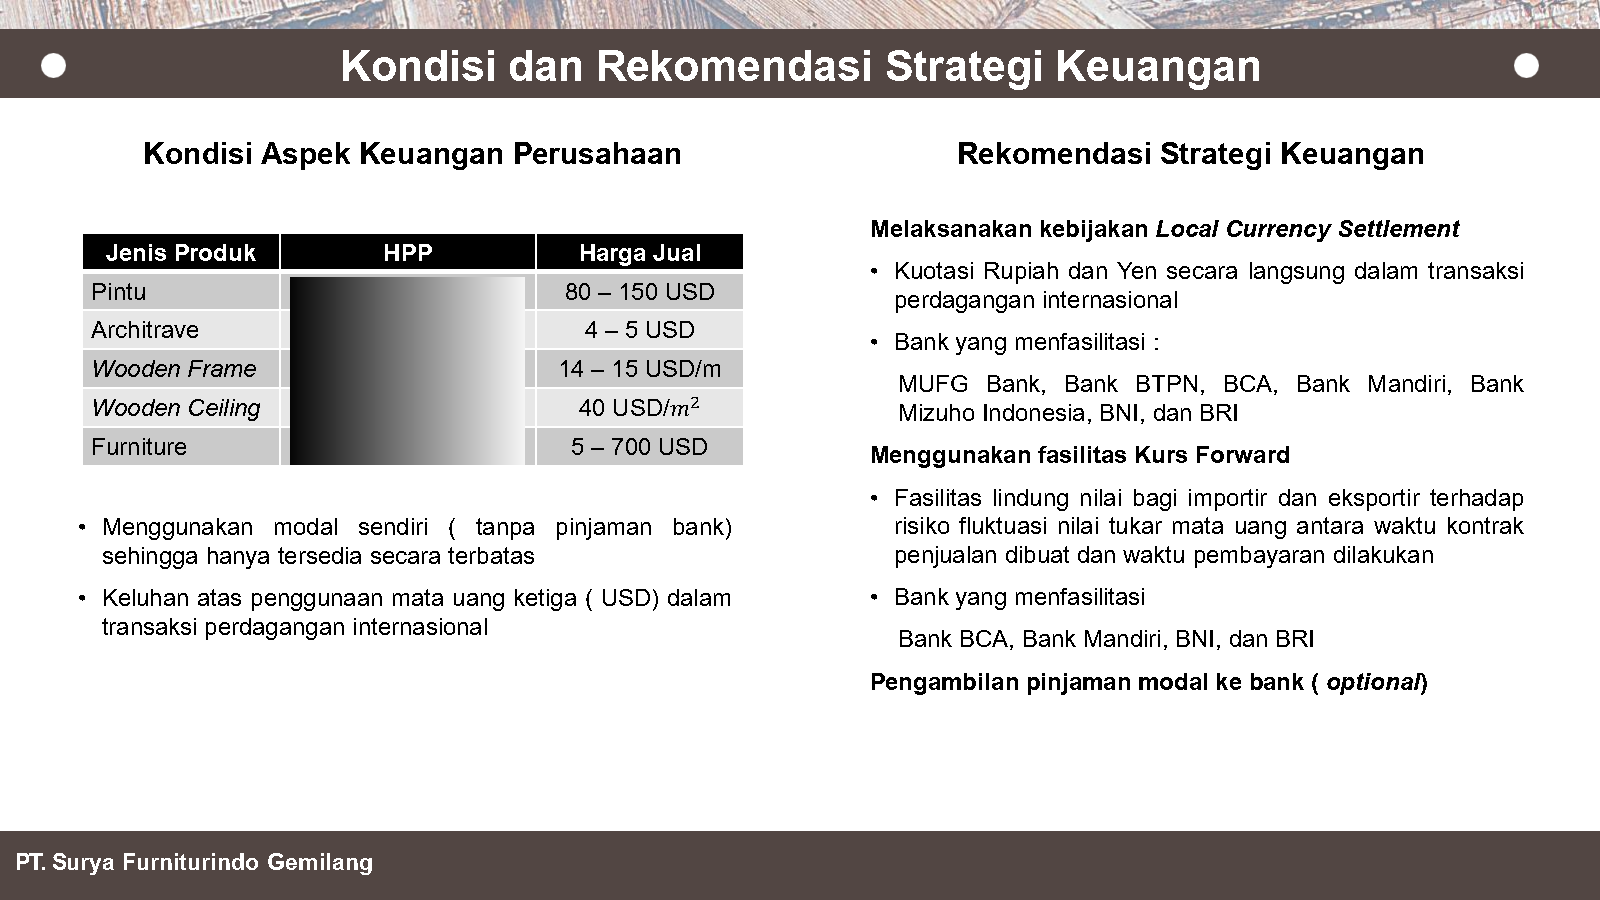 Kondisi dan Rekomendasi Strategi Keuangan
Kondisi Aspek Keuangan Perusahaan
Jenis Produk HPP Harga Jual
Pintu 80 – 150 USD
Architrave 4 – 5 USD
Wooden Frame 14 – 15 USD/m
Wooden Ceiling 40 USD/m²
Furniture 5 – 700 USD
• Menggunakan modal sendiri ( tanpa pinjaman bank)
sehingga hanya tersedia secara terbatas
• Keluhan atas penggunaan mata uang ketiga ( USD) dalam
transaksi perdagangan internasional
Rekomendasi Strategi Keuangan
Melaksanakan kebijakan Local Currency Settlement
• Kuotasi Rupiah dan Yen secara langsung dalam transaksi
perdagangan internasional
• Bank yang menfasilitasi :
MUFG Bank, Bank BTPN, BCA, Bank Mandiri, Bank
Mizuho Indonesia, BNI, dan BRI
Menggunakan fasilitas Kurs Forward
• Fasilitas lindung nilai bagi importir dan eksportir terhadap
risiko fluktuasi nilai tukar mata uang antara waktu kontrak
penjualan dibuat dan waktu pembayaran dilakukan
• Bank yang menfasilitasi
Bank BCA, Bank Mandiri, BNI, dan BRI
Pengambilan pinjaman modal ke bank ( optional)
PT. Surya Furniturindo Gemilang